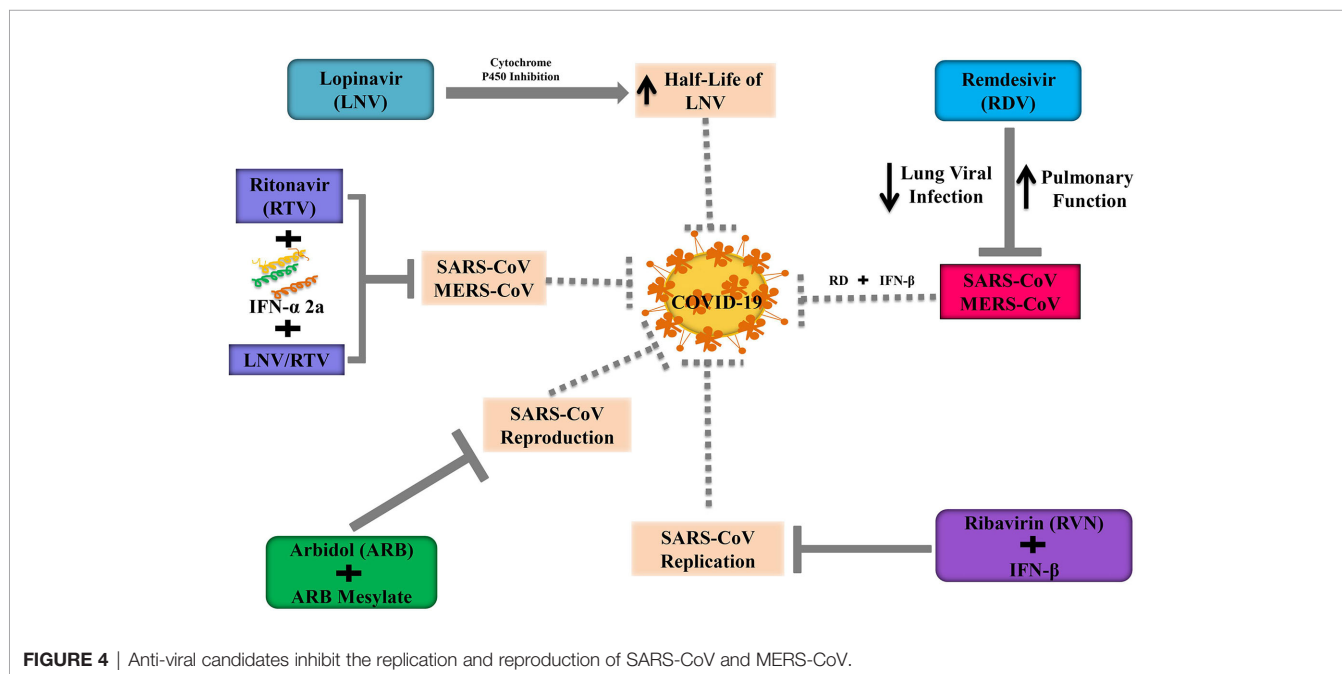 Lopinavir
(LNV)
Cytochrome
P450 Inhibition
Half-Life of
LNV
Remdesivir
(RDV)
Lung Viral
Infection
Pulmonary
Function
Ritonavir
(RTV)
+
IFN-α 2a
+
LNV/RTV
SARS-CoV
MERS-CoV
COVID-19
RD + IFN-β
SARS-CoV
MERS-CoV
SARS-CoV
Reproduction
Arbidol (ARB)
+
ARB Mesylate
SARS-CoV
Replication
Ribavirin (RVN)
+
IFN-β
FIGURE 4 | Anti-viral candidates inhibit the replication and reproduction of SARS-CoV and MERS-CoV.